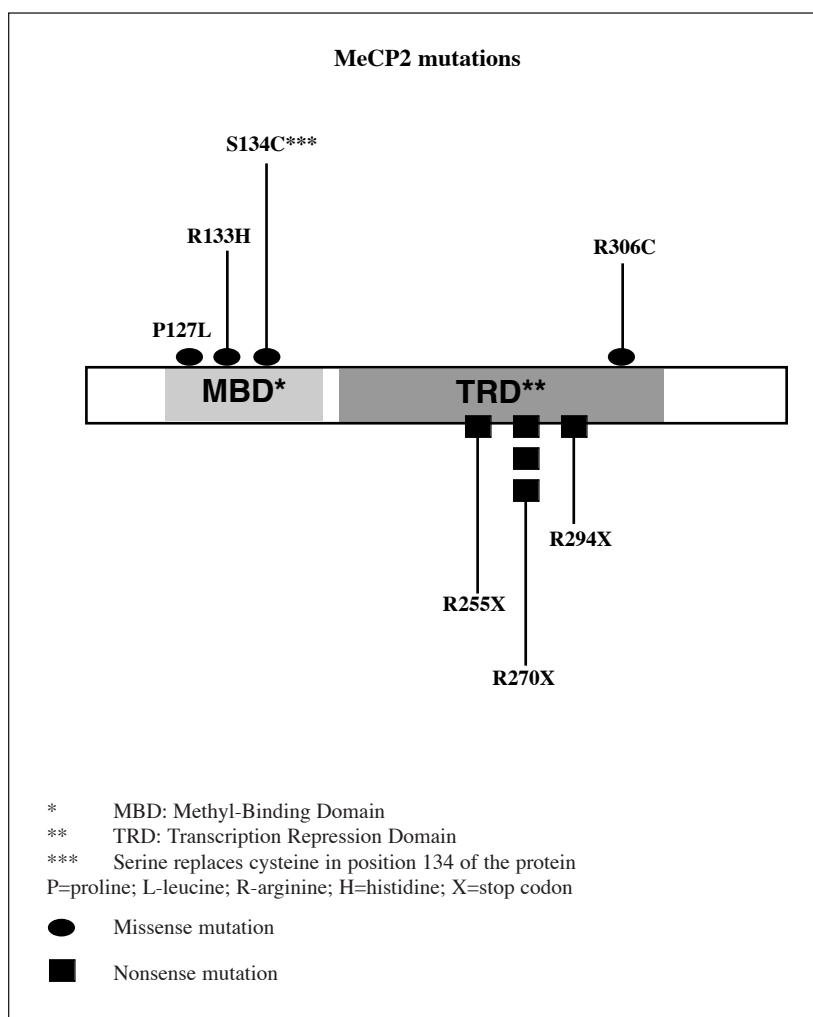 MeCP2 mutations
S134C***
R133H
R306C
P127L
MBD*
TRD**
R294X
R255X
R270X
* MBD: Methyl-Binding Domain
** TRD: Transcription Repression Domain
*** Serine replaces cysteine in position 134 of the protein
P=proline; L-leucine; R-arginine; H=histidine; X=stop codon
Missense mutation
Nonsense mutation